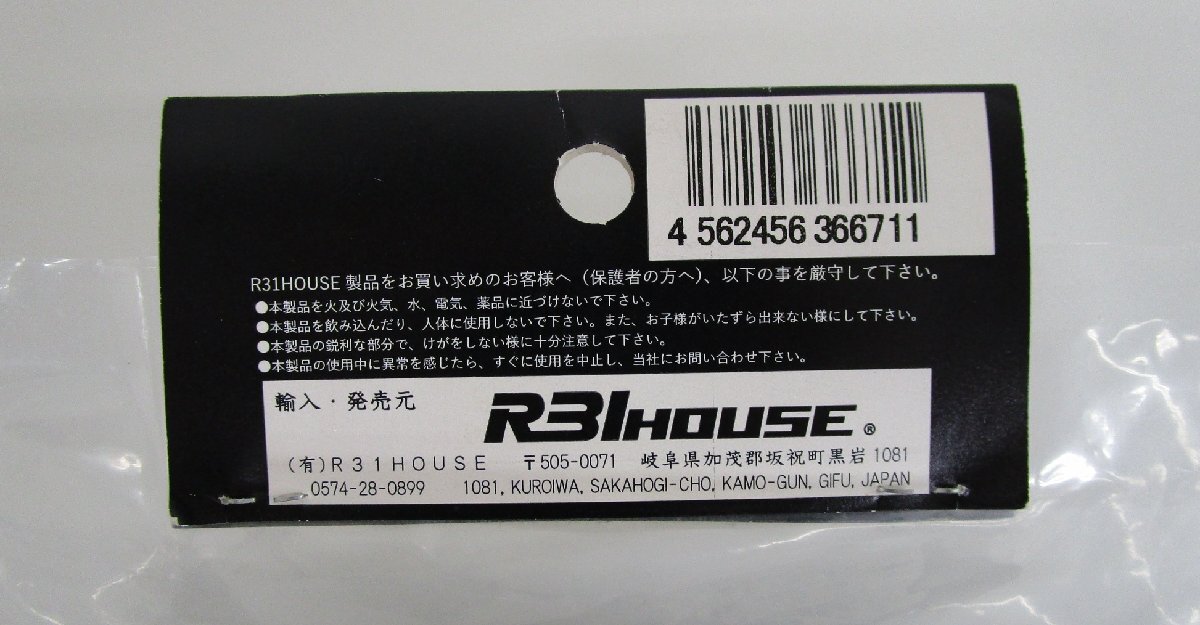 4 562456 366711
R31HOUSE 製品をお買い求めのお客様へ（保護者の方へ）、以下の事を厳守して下さい。
●本製品を火及び火気、水、電気、薬品に近づけないで下さい。
●本製品を飲み込んだり、人体に使用しないで下さい。また、お子様がいたずら出来ない様にして下さい。
●本製品の鋭利な部分で、けがをしない様に十分注意して下さい。
●本製品の使用中に異常を感じたら、すぐに使用を中止し、当社にお問い合わせ下さい。
輸入・発売元
R31HOUSE®
（有）R31HOUSE 〒505-0071 岐阜県加茂郡坂祝町黒岩 1081
0574-28-0899 1081, KUROIWA, SAKAHOGI-CHO, KAMO-GUN, GIFU, JAPAN